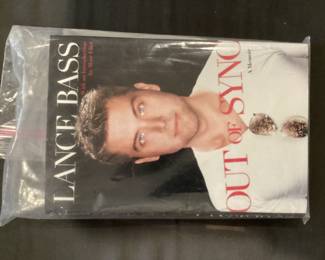 LANCE BASS
OUT OF SYNC
A Memoir